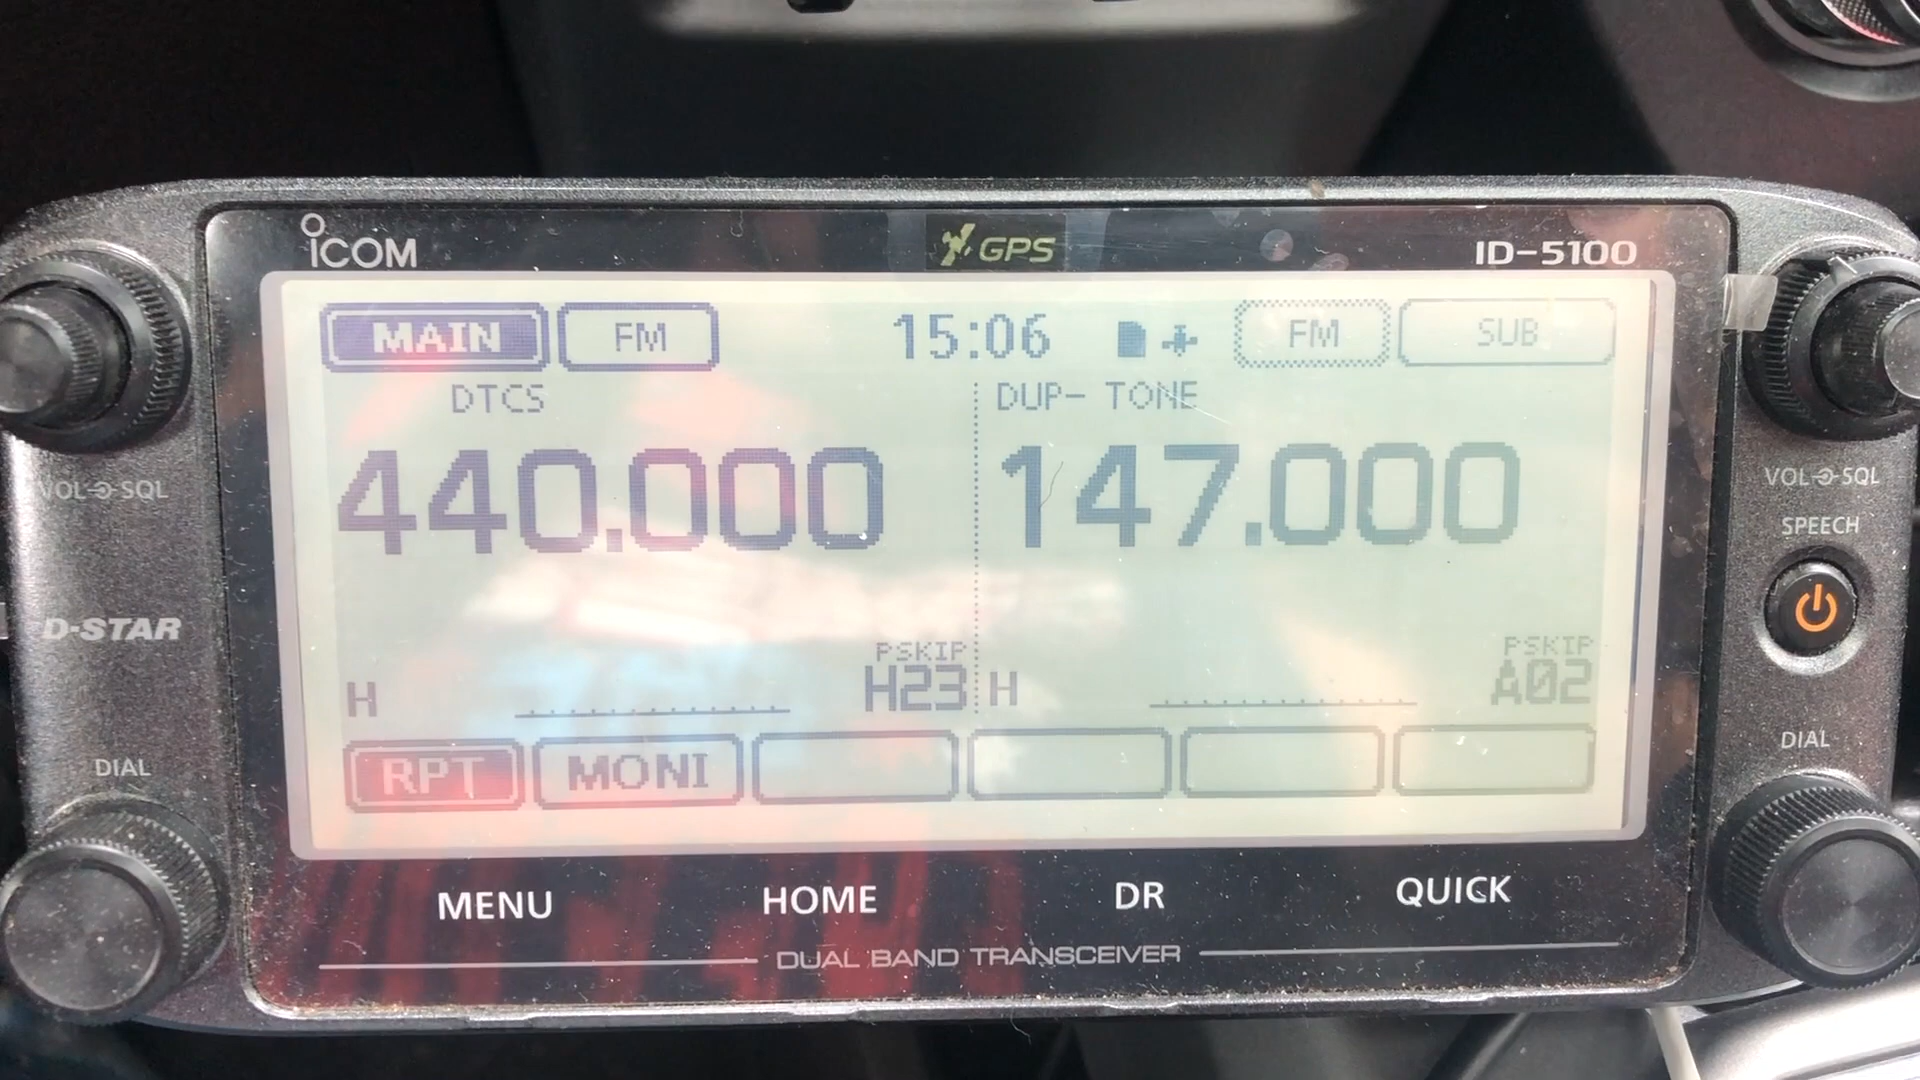 ICOM GPS ID-5100
MAIN FM 15:06 FM SUB
DTCS DUP- TONE
440.000 147.000
VOL SQL VOL SQL
SPEECH
D-STAR
PSKIP PSKIP
H H23 H A02
DIAL DIAL
RPT MONI
MENU HOME DR QUICK
DUAL BAND TRANSCEIVER